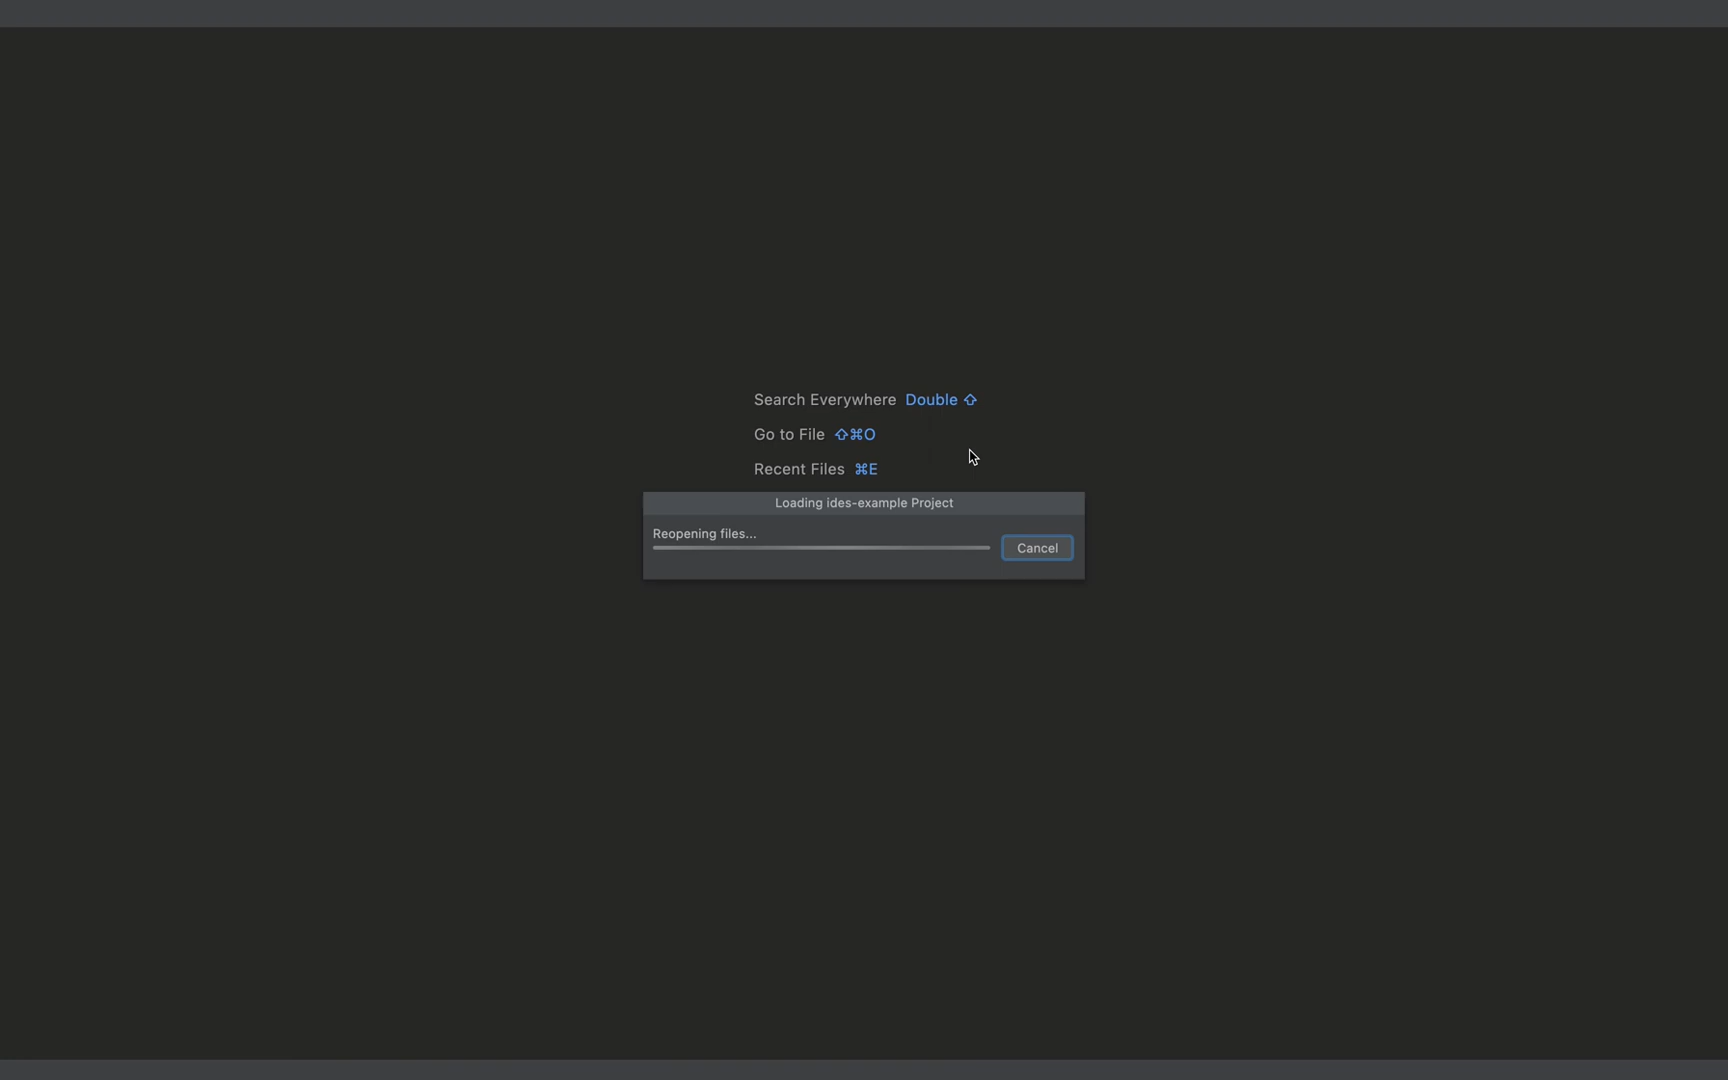 Search Everywhere Double ⇧
Go to File ⇧⌘O
Recent Files ⌘E
Loading ides-example Project
Reopening files...
Cancel